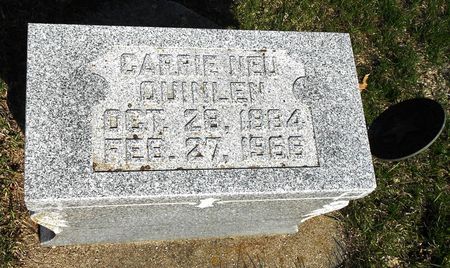 CARRIE NEU
QUINLEN
OCT. 28, 1884
FEB. 27, 1966